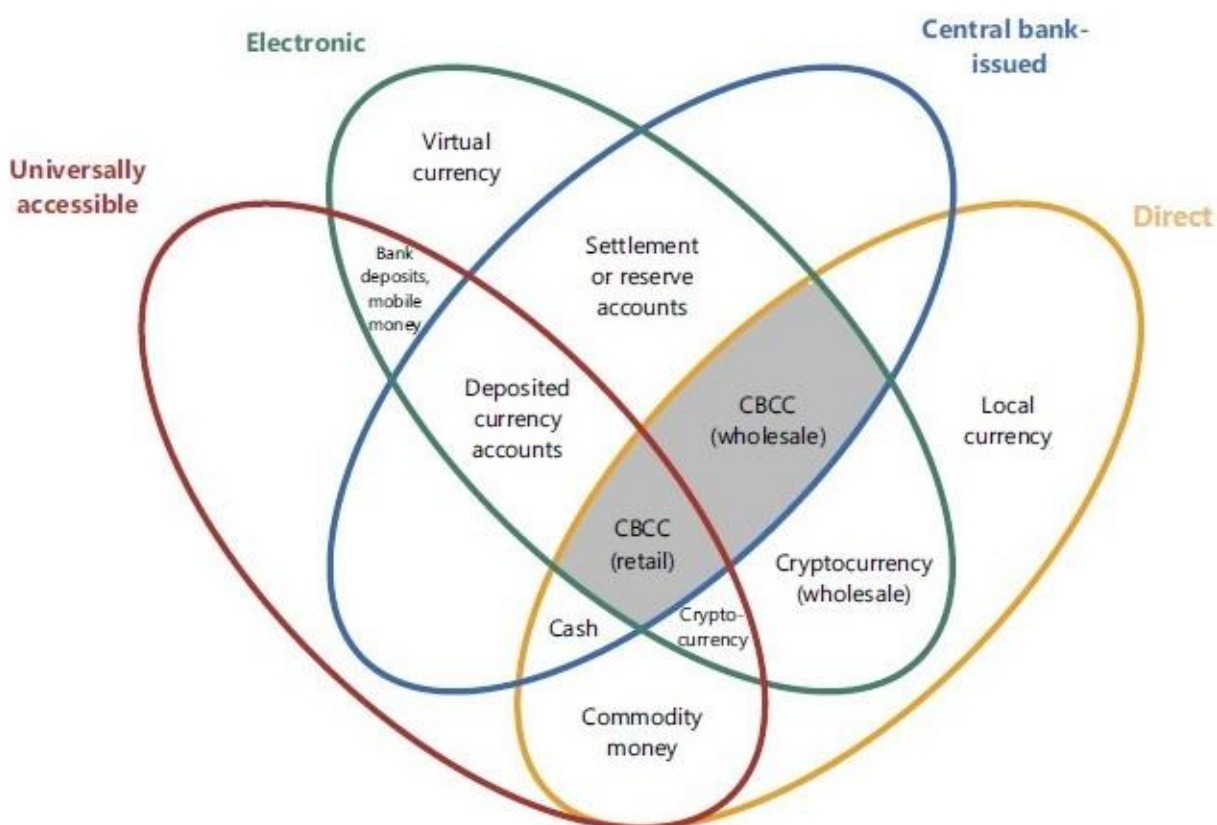 Electronic
Central bank-
issued
Universally
accessible
Direct
Virtual
currency
Bank
deposits,
mobile
money
Settlement
or reserve
accounts
Deposited
currency
accounts
CBCC
(wholesale)
Local
currency
CBCC
(retail)
Cryptocurrency
(wholesale)
Cash
Crypto-
currency
Commodity
money